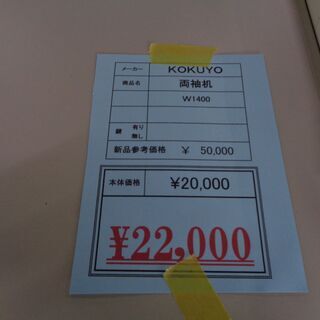 メーカー KOKUYO
商品名 両袖机
W1400
鍵 有り 無し
新品参考価格 ¥ 50,000
本体価格 ¥20,000
¥22,000